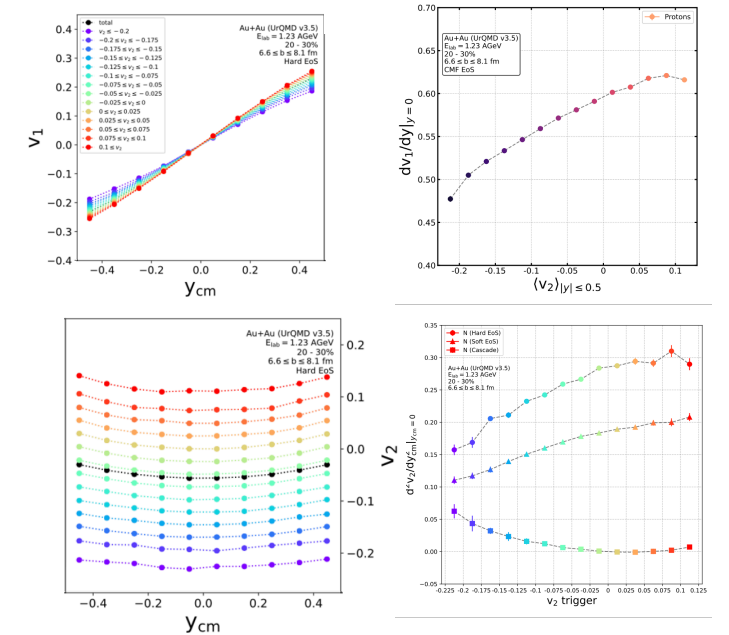 0.4
0.3
0.2
0.1
0.0
−0.1
−0.2
−0.3
−0.4
v₁
total
v₂ ≤ −0.2
−0.2 ≤ v₂ ≤ −0.175
−0.175 ≤ v₂ ≤ −0.15
−0.15 ≤ v₂ ≤ −0.125
−0.125 ≤ v₂ ≤ −0.1
−0.1 ≤ v₂ ≤ −0.075
−0.075 ≤ v₂ ≤ −0.05
−0.05 ≤ v₂ ≤ −0.025
−0.025 ≤ v₂ ≤ 0
0 ≤ v₂ ≤ 0.025
0.025 ≤ v₂ ≤ 0.05
0.05 ≤ v₂ ≤ 0.075
0.075 ≤ v₂ ≤ 0.1
0.1 ≤ v₂
Au+Au (UrQMD v3.5)
E_lab = 1.23 AGeV
20 - 30%
6.6 ≤ b ≤ 8.1 fm
Hard EoS
−0.4 −0.2 0.0 0.2 0.4
y_cm
0.70
0.65
0.60
0.55
0.50
0.45
0.40
dv₁/dy|_y = 0
Au+Au (UrQMD v3.5)
E_lab = 1.23 AGeV
20 - 30%
6.6 ≤ b ≤ 8.1 fm
CMF EoS
Protons
-0.2 -0.15 -0.1 -0.05 0 0.05 0.1
⟨v₂⟩_|y| ≤ 0.5
Au+Au (UrQMD v3.5)
E_lab = 1.23 AGeV
20 - 30%
6.6 ≤ b ≤ 8.1 fm
Hard EoS
0.2
0.1
0.0
−0.1
−0.2
v₂
−0.4 −0.2 0.0 0.2 0.4
y_cm
0.35
0.30
0.25
0.20
0.15
0.10
0.05
0.00
−0.05
d²v₂/dy²_cm|_y_cm = 0
N (Hard EoS)
N (Soft EoS)
N (Cascade)
Au+Au (UrQMD v3.5)
E_lab = 1.23 AGeV
20 - 30%
6.6 ≤ b ≤ 8.1 fm
-0.225 -0.2 -0.175 -0.15 -0.125 -0.1 -0.075 -0.05 -0.025 0 0.025 0.05 0.075 0.1 0.125
v₂ trigger